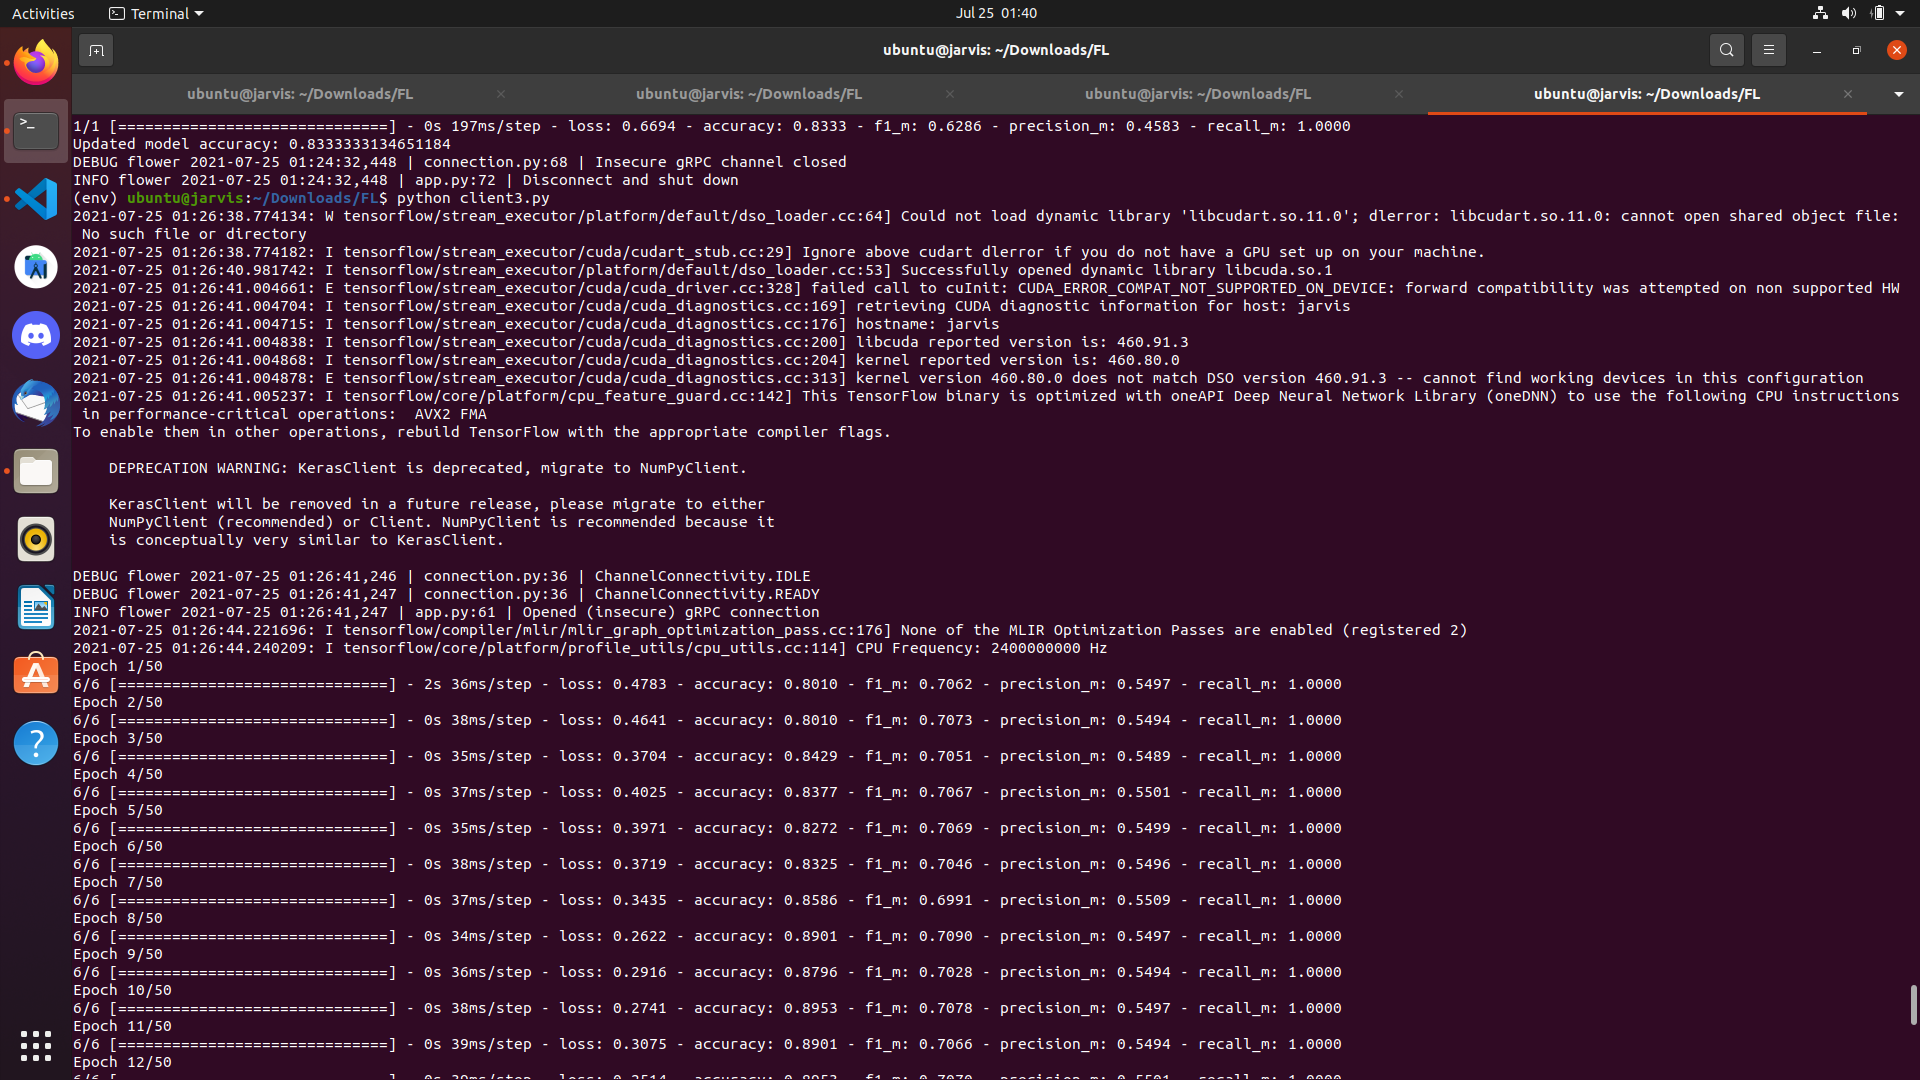 Activities
Terminal
Jul 25 01:40
ubuntu@jarvis: ~/Downloads/FL
ubuntu@jarvis: ~/Downloads/FL
ubuntu@jarvis: ~/Downloads/FL
ubuntu@jarvis: ~/Downloads/FL
ubuntu@jarvis: ~/Downloads/FL
1/1 [==============================] - 0s 197ms/step - loss: 0.6694 - accuracy: 0.8333 - f1_m: 0.6286 - precision_m: 0.4583 - recall_m: 1.0000
Updated model accuracy: 0.8333333134651184
DEBUG flower 2021-07-25 01:24:32,448 | connection.py:68 | Insecure gRPC channel closed
INFO flower 2021-07-25 01:24:32,448 | app.py:72 | Disconnect and shut down
(env) ubuntu@jarvis:~/Downloads/FL$ python client3.py
2021-07-25 01:26:38.774134: W tensorflow/stream_executor/platform/default/dso_loader.cc:64] Could not load dynamic library 'libcudart.so.11.0'; dlerror: libcudart.so.11.0: cannot open shared object file:
 No such file or directory
2021-07-25 01:26:38.774182: I tensorflow/stream_executor/cuda/cudart_stub.cc:29] Ignore above cudart dlerror if you do not have a GPU set up on your machine.
2021-07-25 01:26:40.981742: I tensorflow/stream_executor/platform/default/dso_loader.cc:53] Successfully opened dynamic library libcuda.so.1
2021-07-25 01:26:41.004661: E tensorflow/stream_executor/cuda/cuda_driver.cc:328] failed call to cuInit: CUDA_ERROR_COMPAT_NOT_SUPPORTED_ON_DEVICE: forward compatibility was attempted on non supported HW
2021-07-25 01:26:41.004704: I tensorflow/stream_executor/cuda/cuda_diagnostics.cc:169] retrieving CUDA diagnostic information for host: jarvis
2021-07-25 01:26:41.004715: I tensorflow/stream_executor/cuda/cuda_diagnostics.cc:176] hostname: jarvis
2021-07-25 01:26:41.004838: I tensorflow/stream_executor/cuda/cuda_diagnostics.cc:200] libcuda reported version is: 460.91.3
2021-07-25 01:26:41.004868: I tensorflow/stream_executor/cuda/cuda_diagnostics.cc:204] kernel reported version is: 460.80.0
2021-07-25 01:26:41.004878: E tensorflow/stream_executor/cuda/cuda_diagnostics.cc:313] kernel version 460.80.0 does not match DSO version 460.91.3 -- cannot find working devices in this configuration
2021-07-25 01:26:41.005237: I tensorflow/core/platform/cpu_feature_guard.cc:142] This TensorFlow binary is optimized with oneAPI Deep Neural Network Library (oneDNN) to use the following CPU instructions
 in performance-critical operations:  AVX2 FMA
To enable them in other operations, rebuild TensorFlow with the appropriate compiler flags.
    DEPRECATION WARNING: KerasClient is deprecated, migrate to NumPyClient.
    KerasClient will be removed in a future release, please migrate to either
    NumPyClient (recommended) or Client. NumPyClient is recommended because it
    is conceptually very similar to KerasClient.
DEBUG flower 2021-07-25 01:26:41,246 | connection.py:36 | ChannelConnectivity.IDLE
DEBUG flower 2021-07-25 01:26:41,247 | connection.py:36 | ChannelConnectivity.READY
INFO flower 2021-07-25 01:26:41,247 | app.py:61 | Opened (insecure) gRPC connection
2021-07-25 01:26:44.221696: I tensorflow/compiler/mlir/mlir_graph_optimization_pass.cc:176] None of the MLIR Optimization Passes are enabled (registered 2)
2021-07-25 01:26:44.240209: I tensorflow/core/platform/profile_utils/cpu_utils.cc:114] CPU Frequency: 2400000000 Hz
Epoch 1/50
6/6 [==============================] - 2s 36ms/step - loss: 0.4783 - accuracy: 0.8010 - f1_m: 0.7062 - precision_m: 0.5497 - recall_m: 1.0000
Epoch 2/50
6/6 [==============================] - 0s 38ms/step - loss: 0.4641 - accuracy: 0.8010 - f1_m: 0.7073 - precision_m: 0.5494 - recall_m: 1.0000
Epoch 3/50
6/6 [==============================] - 0s 35ms/step - loss: 0.3704 - accuracy: 0.8429 - f1_m: 0.7051 - precision_m: 0.5489 - recall_m: 1.0000
Epoch 4/50
6/6 [==============================] - 0s 37ms/step - loss: 0.4025 - accuracy: 0.8377 - f1_m: 0.7067 - precision_m: 0.5501 - recall_m: 1.0000
Epoch 5/50
6/6 [==============================] - 0s 35ms/step - loss: 0.3971 - accuracy: 0.8272 - f1_m: 0.7069 - precision_m: 0.5499 - recall_m: 1.0000
Epoch 6/50
6/6 [==============================] - 0s 38ms/step - loss: 0.3719 - accuracy: 0.8325 - f1_m: 0.7046 - precision_m: 0.5496 - recall_m: 1.0000
Epoch 7/50
6/6 [==============================] - 0s 37ms/step - loss: 0.3435 - accuracy: 0.8586 - f1_m: 0.6991 - precision_m: 0.5509 - recall_m: 1.0000
Epoch 8/50
6/6 [==============================] - 0s 34ms/step - loss: 0.2622 - accuracy: 0.8901 - f1_m: 0.7090 - precision_m: 0.5497 - recall_m: 1.0000
Epoch 9/50
6/6 [==============================] - 0s 36ms/step - loss: 0.2916 - accuracy: 0.8796 - f1_m: 0.7028 - precision_m: 0.5494 - recall_m: 1.0000
Epoch 10/50
6/6 [==============================] - 0s 38ms/step - loss: 0.2741 - accuracy: 0.8953 - f1_m: 0.7078 - precision_m: 0.5497 - recall_m: 1.0000
Epoch 11/50
6/6 [==============================] - 0s 39ms/step - loss: 0.3075 - accuracy: 0.8901 - f1_m: 0.7066 - precision_m: 0.5494 - recall_m: 1.0000
Epoch 12/50